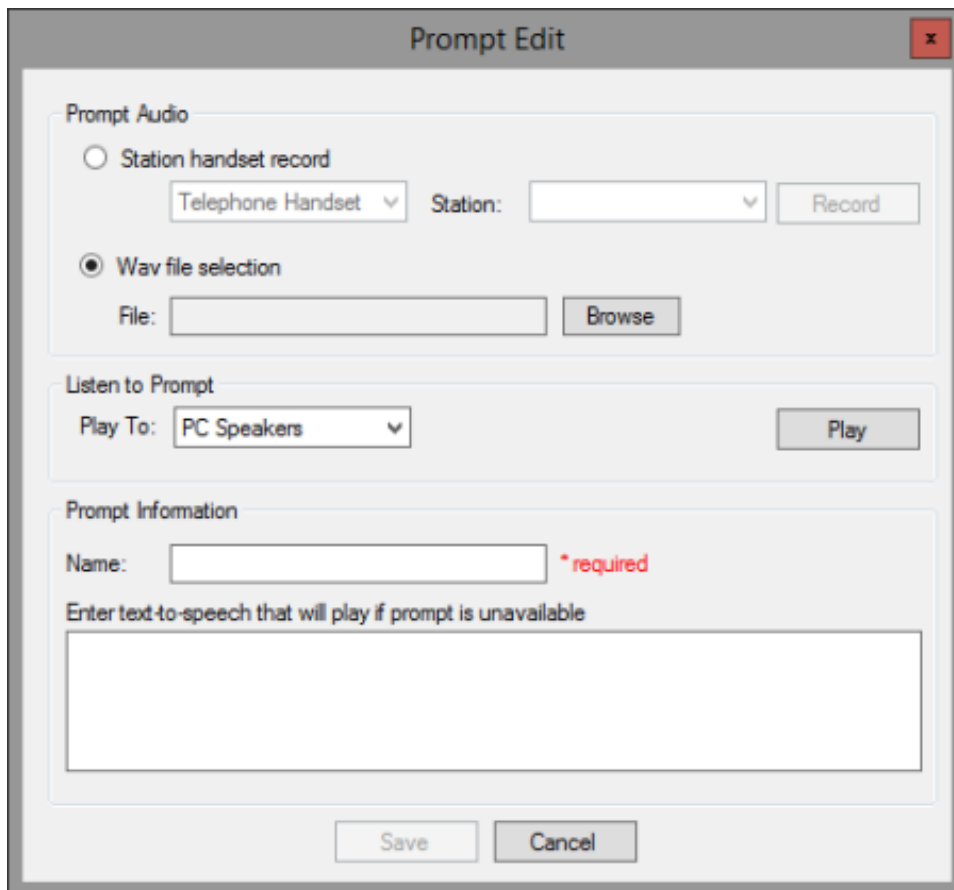 Prompt Edit
x
Prompt Audio
Station handset record
Telephone Handset Station: Record
Wav file selection
File: Browse
Listen to Prompt
Play To: PC Speakers Play
Prompt Information
Name: * required
Enter text-to-speech that will play if prompt is unavailable
Save Cancel